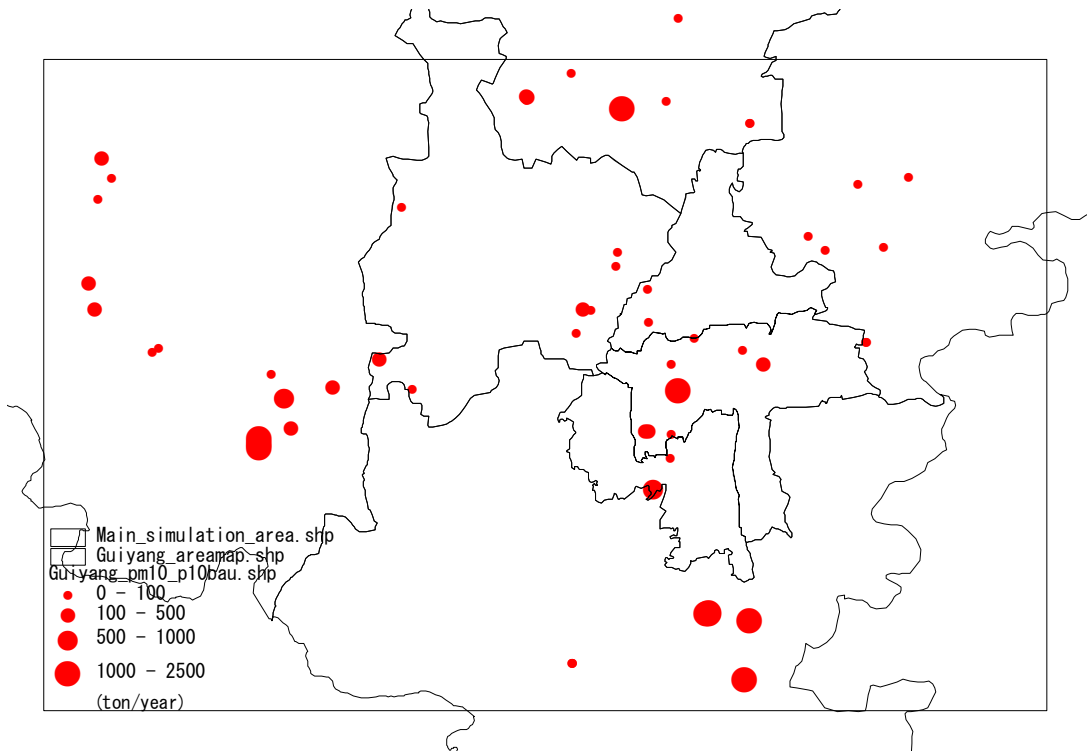 Main_simulation_area.shp
Guiyang_areamap.shp
Guiyang_pm10_p10bau.shp
0 - 100
100 - 500
500 - 1000
1000 - 2500
(ton/year)